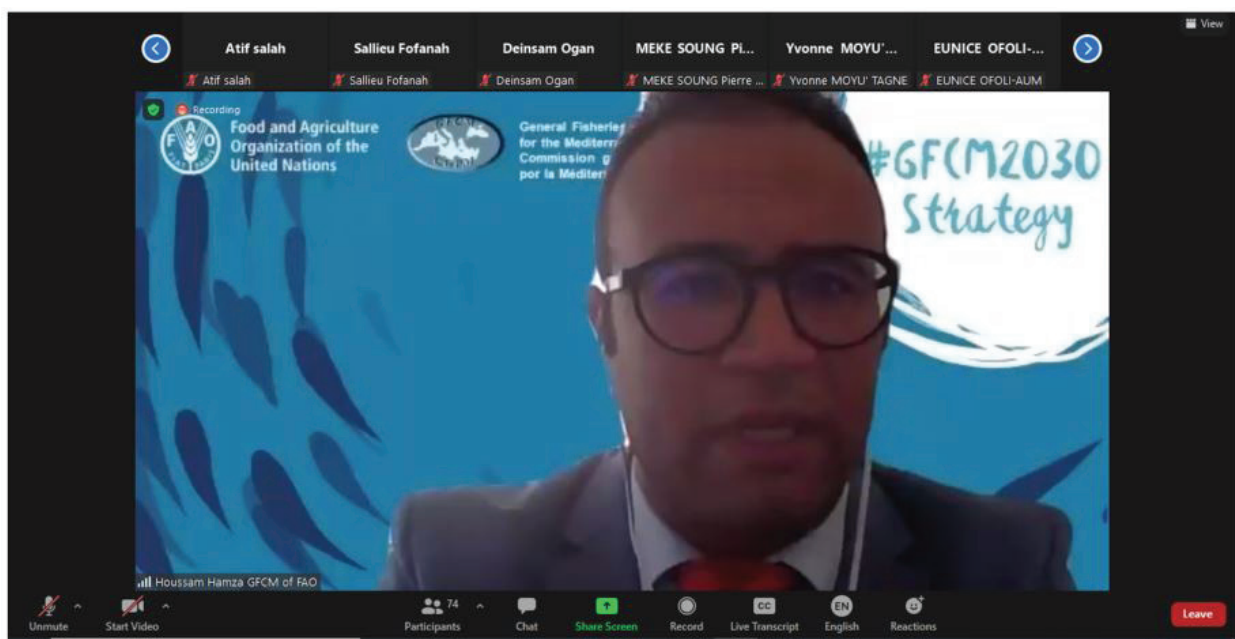 View
Atif salah
Sallieu Fofanah
Deinsam Ogan
MEKE SOUNG Pi...
Yvonne MOYU'...
EUNICE OFOLI-...
Atif salah
Sallieu Fofanah
Deinsam Ogan
MEKE SOUNG Pierre ...
Yvonne MOYU' TAGNE
EUNICE OFOLI-AUM
Recording
Food and Agriculture
Organization of the
United Nations
General Fisheries
for the Mediterr
Commission g
por la Méditer
#GFCM2030
Strategy
Houssam Hamza GFCM of FAO
Unmute
Start Video
74
Participants
Chat
Share Screen
Record
CC
Live Transcript
EN
English
Reactions
Leave